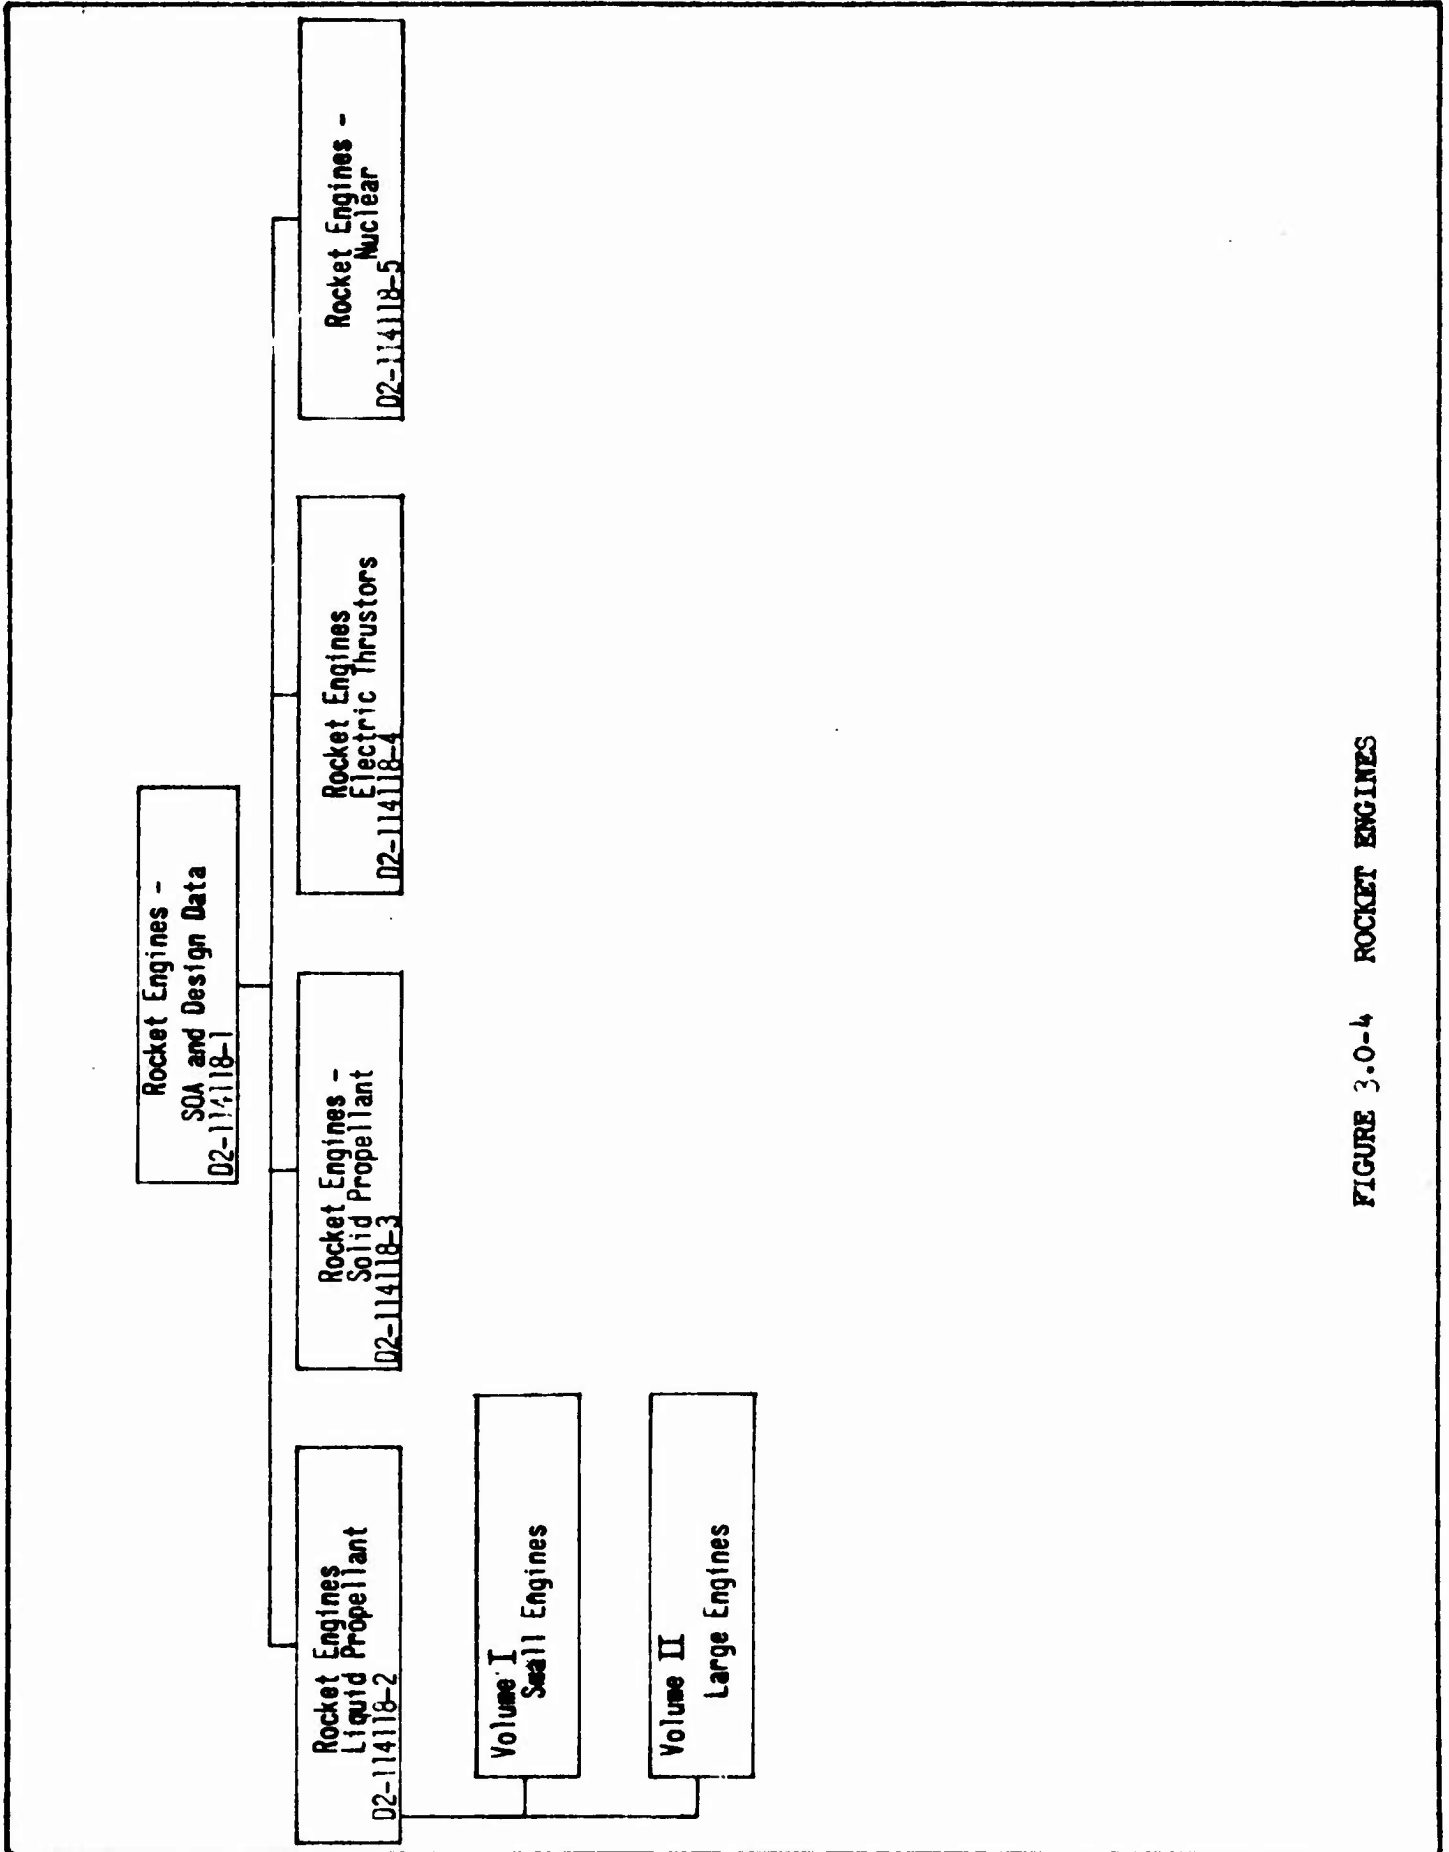 Rocket Engines -
SOA and Design Data
D2-114118-1
Rocket Engines
Liquid Propellant
D2-114118-2
Volume I
Small Engines
Volume II
Large Engines
Rocket Engines -
Solid Propellant
D2-114118-3
Rocket Engines
Electric Thrustors
D2-114118-4
Rocket Engines -
Nuclear
D2-114118-5
FIGURE 3.0-4 ROCKET ENGINES